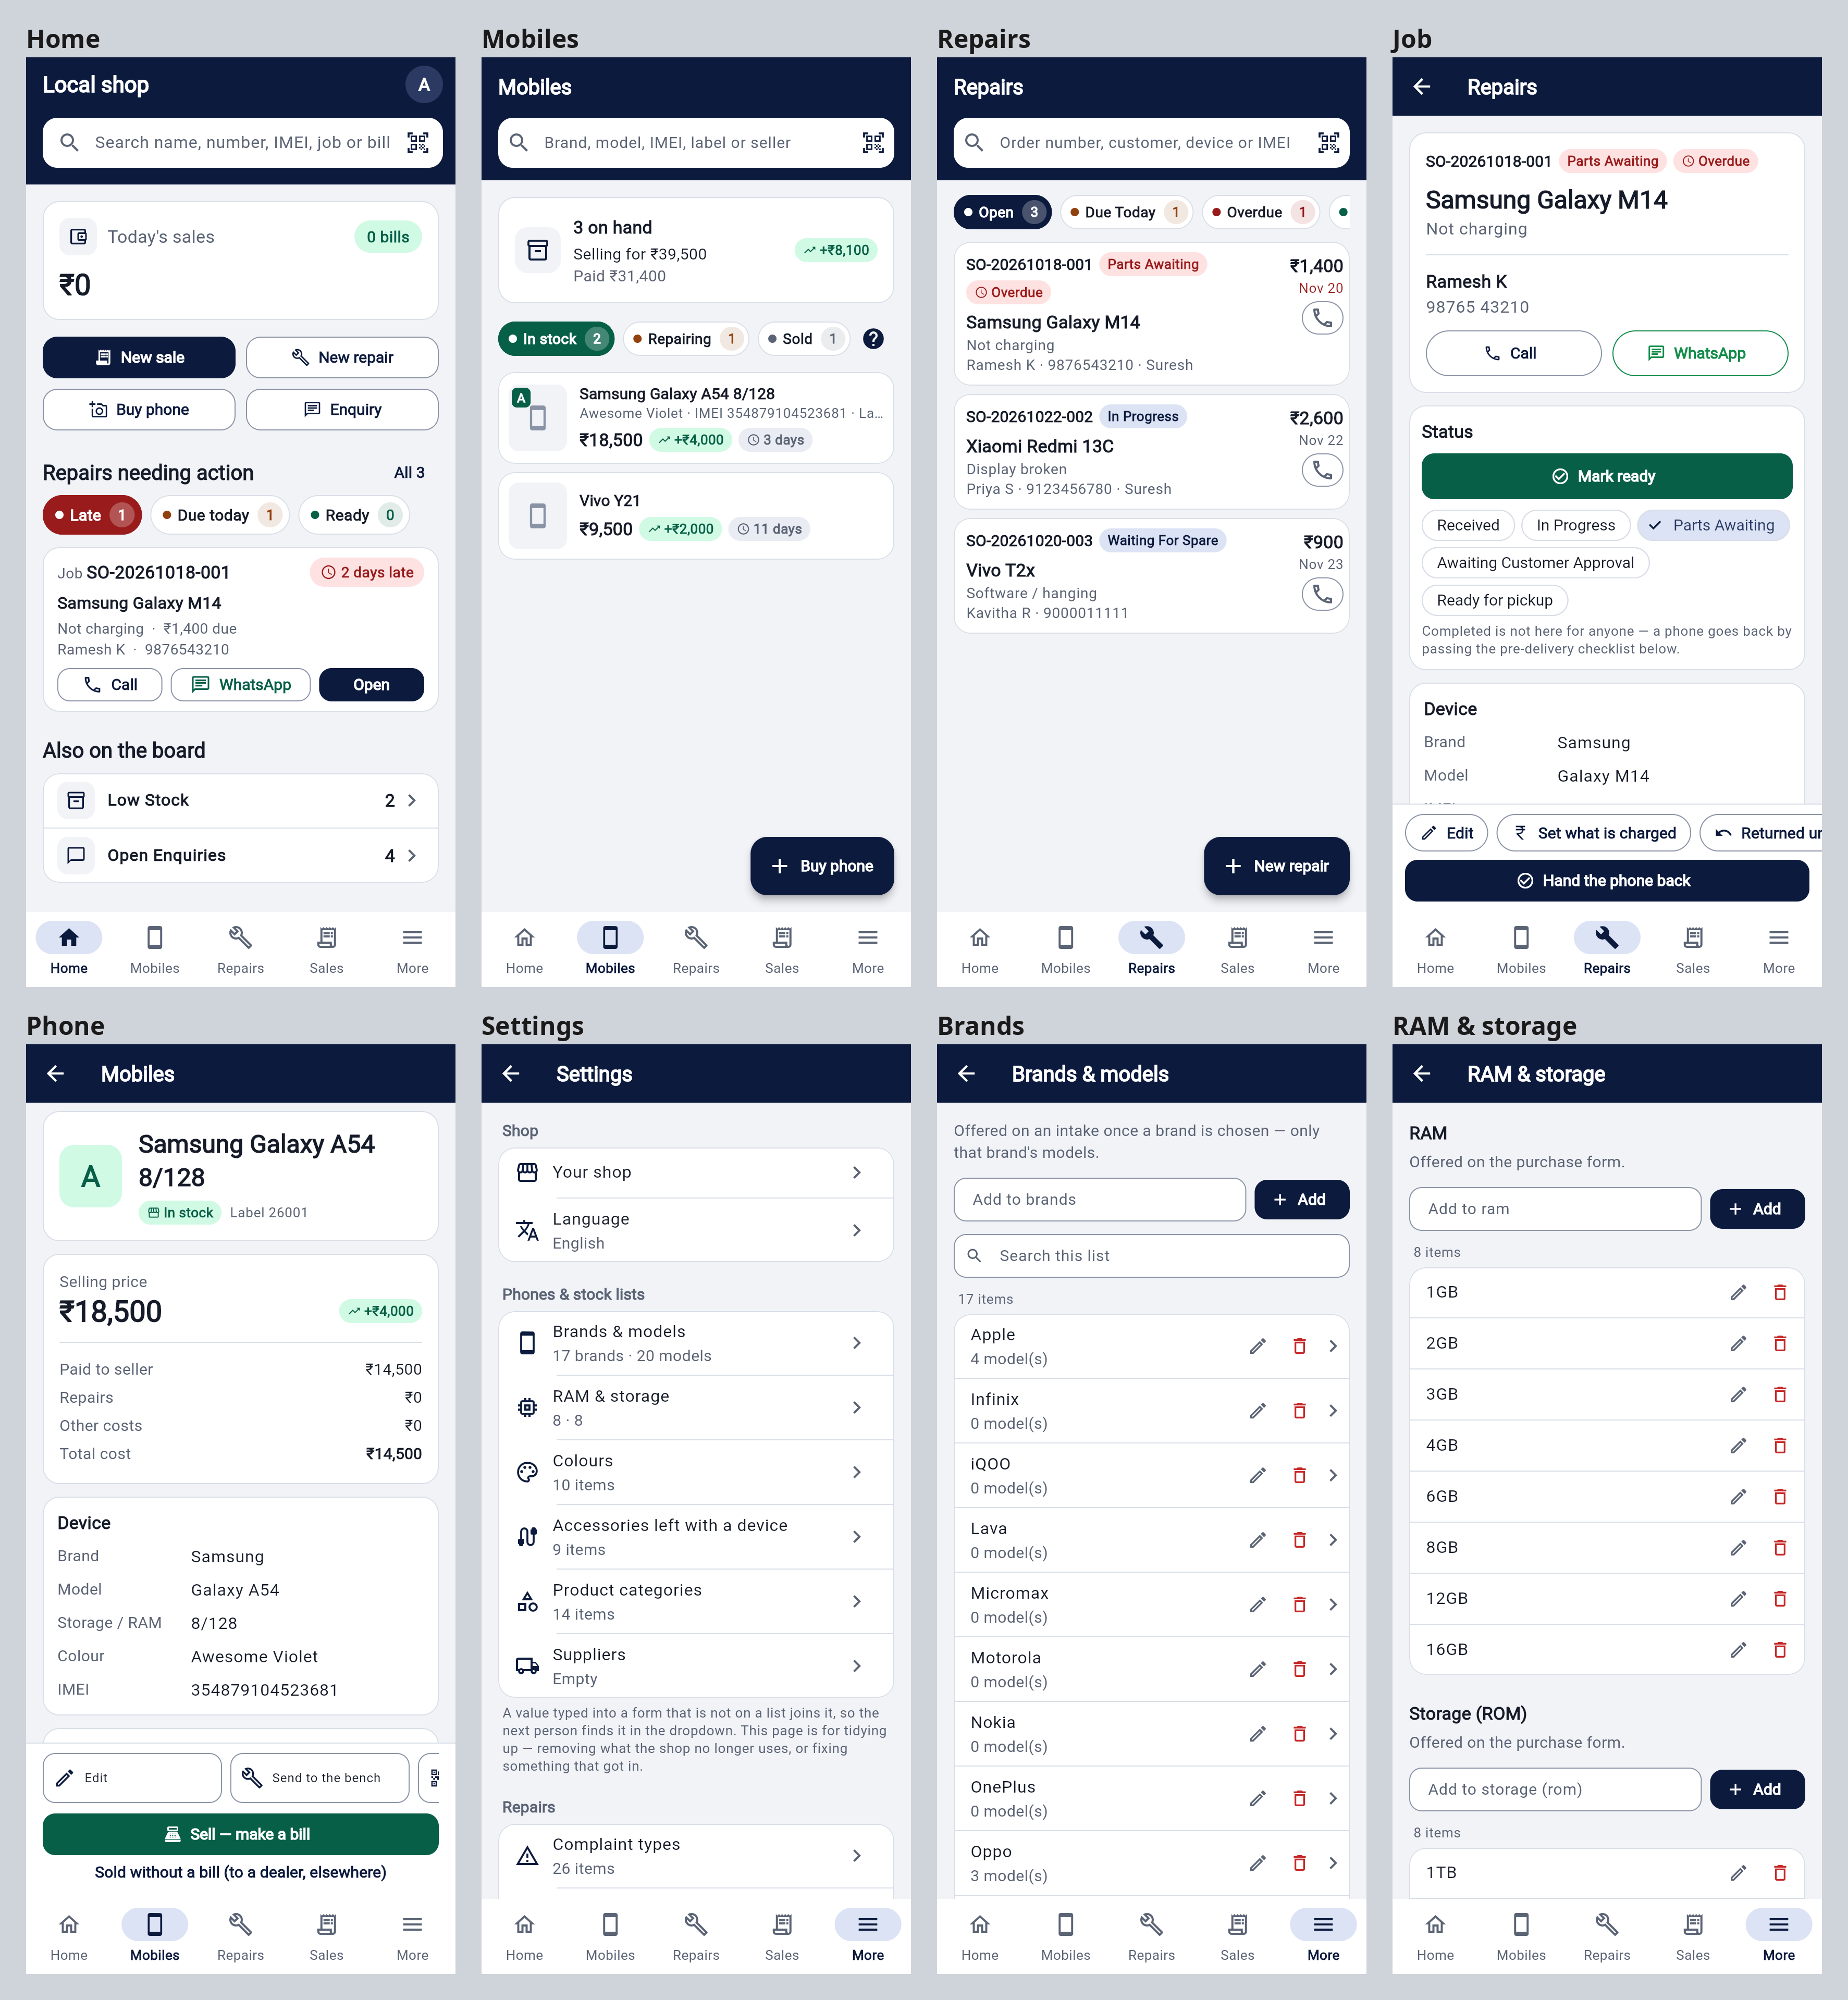 Home
Local shop
A
Search name, number, IMEI, job or bill
Today's sales
0 bills
₹0
New sale
New repair
Buy phone
Enquiry
Repairs needing action
All 3
Late 1
Due today 1
Ready 0
Job SO-20261018-001
2 days late
Samsung Galaxy M14
Not charging · ₹1,400 due
Ramesh K · 9876543210
Call
WhatsApp
Open
Also on the board
Low Stock 2
Open Enquiries 4
Home Mobiles Repairs Sales More
Mobiles
Mobiles
Brand, model, IMEI, label or seller
3 on hand
Selling for ₹39,500
Paid ₹31,400
+₹8,100
In stock 2
Repairing 1
Sold 1
?
A
Samsung Galaxy A54 8/128
Awesome Violet · IMEI 354879104523681 · La...
₹18,500 +₹4,000 3 days
Vivo Y21
₹9,500 +₹2,000 11 days
Buy phone
Home Mobiles Repairs Sales More
Repairs
Repairs
Order number, customer, device or IMEI
Open 3
Due Today 1
Overdue 1
SO-20261018-001 Parts Awaiting ₹1,400
Overdue Nov 20
Samsung Galaxy M14
Not charging
Ramesh K · 9876543210 · Suresh
SO-20261022-002 In Progress ₹2,600
Xiaomi Redmi 13C Nov 22
Display broken
Priya S · 9123456780 · Suresh
SO-20261020-003 Waiting For Spare ₹900
Vivo T2x Nov 23
Software / hanging
Kavitha R · 9000011111
New repair
Home Mobiles Repairs Sales More
Job
Repairs
SO-20261018-001 Parts Awaiting Overdue
Samsung Galaxy M14
Not charging
Ramesh K
98765 43210
Call
WhatsApp
Status
Mark ready
Received
In Progress
Parts Awaiting
Awaiting Customer Approval
Ready for pickup
Completed is not here for anyone — a phone goes back by
passing the pre-delivery checklist below.
Device
Brand Samsung
Model Galaxy M14
Edit
₹ Set what is charged
Returned ur
Hand the phone back
Home Mobiles Repairs Sales More
Phone
Mobiles
A
Samsung Galaxy A54
8/128
In stock Label 26001
Selling price
₹18,500 +₹4,000
Paid to seller ₹14,500
Repairs ₹0
Other costs ₹0
Total cost ₹14,500
Device
Brand Samsung
Model Galaxy A54
Storage / RAM 8/128
Colour Awesome Violet
IMEI 354879104523681
Edit
Send to the bench
Sell — make a bill
Sold without a bill (to a dealer, elsewhere)
Home Mobiles Repairs Sales More
Settings
Settings
Shop
Your shop
Language
English
Phones & stock lists
Brands & models
17 brands · 20 models
RAM & storage
8 · 8
Colours
10 items
Accessories left with a device
9 items
Product categories
14 items
Suppliers
Empty
A value typed into a form that is not on a list joins it, so the
next person finds it in the dropdown. This page is for tidying
up — removing what the shop no longer uses, or fixing
something that got in.
Repairs
Complaint types
26 items
Home Mobiles Repairs Sales More
Brands
Brands & models
Offered on an intake once a brand is chosen — only
that brand's models.
Add to brands
Add
Search this list
17 items
Apple
4 model(s)
Infinix
0 model(s)
iQOO
0 model(s)
Lava
0 model(s)
Micromax
0 model(s)
Motorola
0 model(s)
Nokia
0 model(s)
OnePlus
0 model(s)
Oppo
3 model(s)
Home Mobiles Repairs Sales More
RAM & storage
RAM & storage
RAM
Offered on the purchase form.
Add to ram
Add
8 items
1GB
2GB
3GB
4GB
6GB
8GB
12GB
16GB
Storage (ROM)
Offered on the purchase form.
Add to storage (rom)
Add
8 items
1TB
Home Mobiles Repairs Sales More